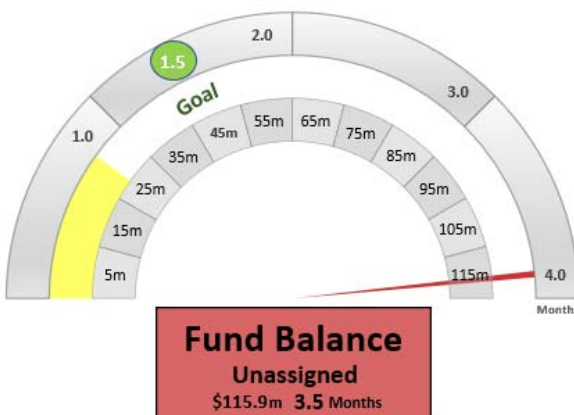 1.0
1.5
2.0
3.0
4.0
Months
Goal
5m
15m
25m
35m
45m
55m
65m
75m
85m
95m
105m
115m
Fund Balance
Unassigned
$115.9m 3.5 Months